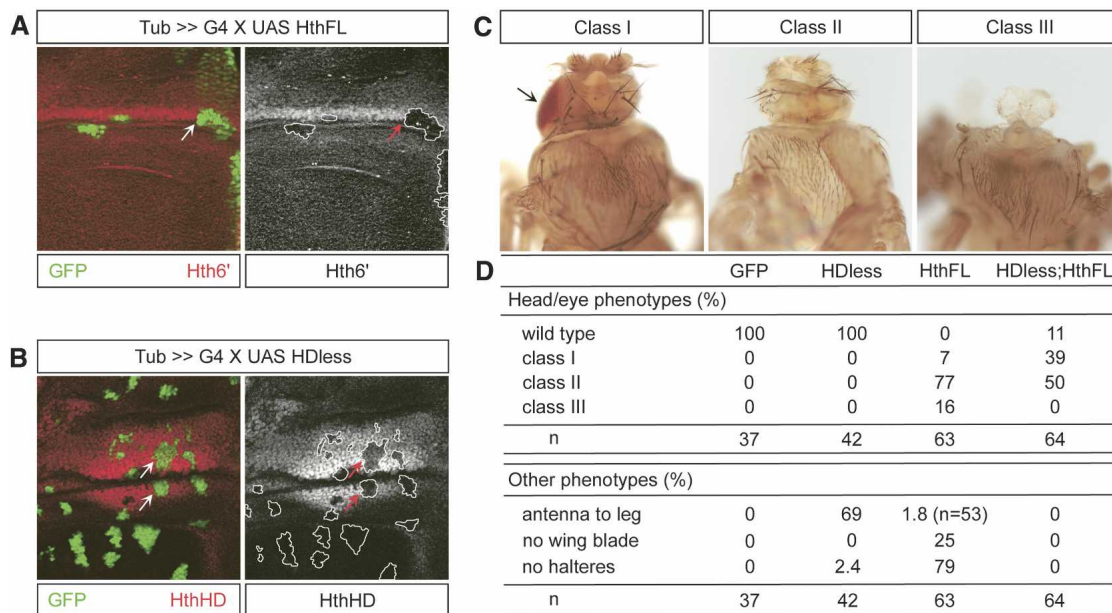 A
Tub >> G4 X UAS HthFL
GFP Hth6'
Hth6'
B
Tub >> G4 X UAS HDless
GFP HthHD
HthHD
C
Class I
Class II
Class III
D
GFP HDless HthFL HDless;HthFL
Head/eye phenotypes (%)
wild type 100 100 0 11
class I 0 0 7 39
class II 0 0 77 50
class III 0 0 16 0
n 37 42 63 64
Other phenotypes (%)
antenna to leg 0 69 1.8 (n=53) 0
no wing blade 0 0 25 0
no halteres 0 2.4 79 0
n 37 42 63 64